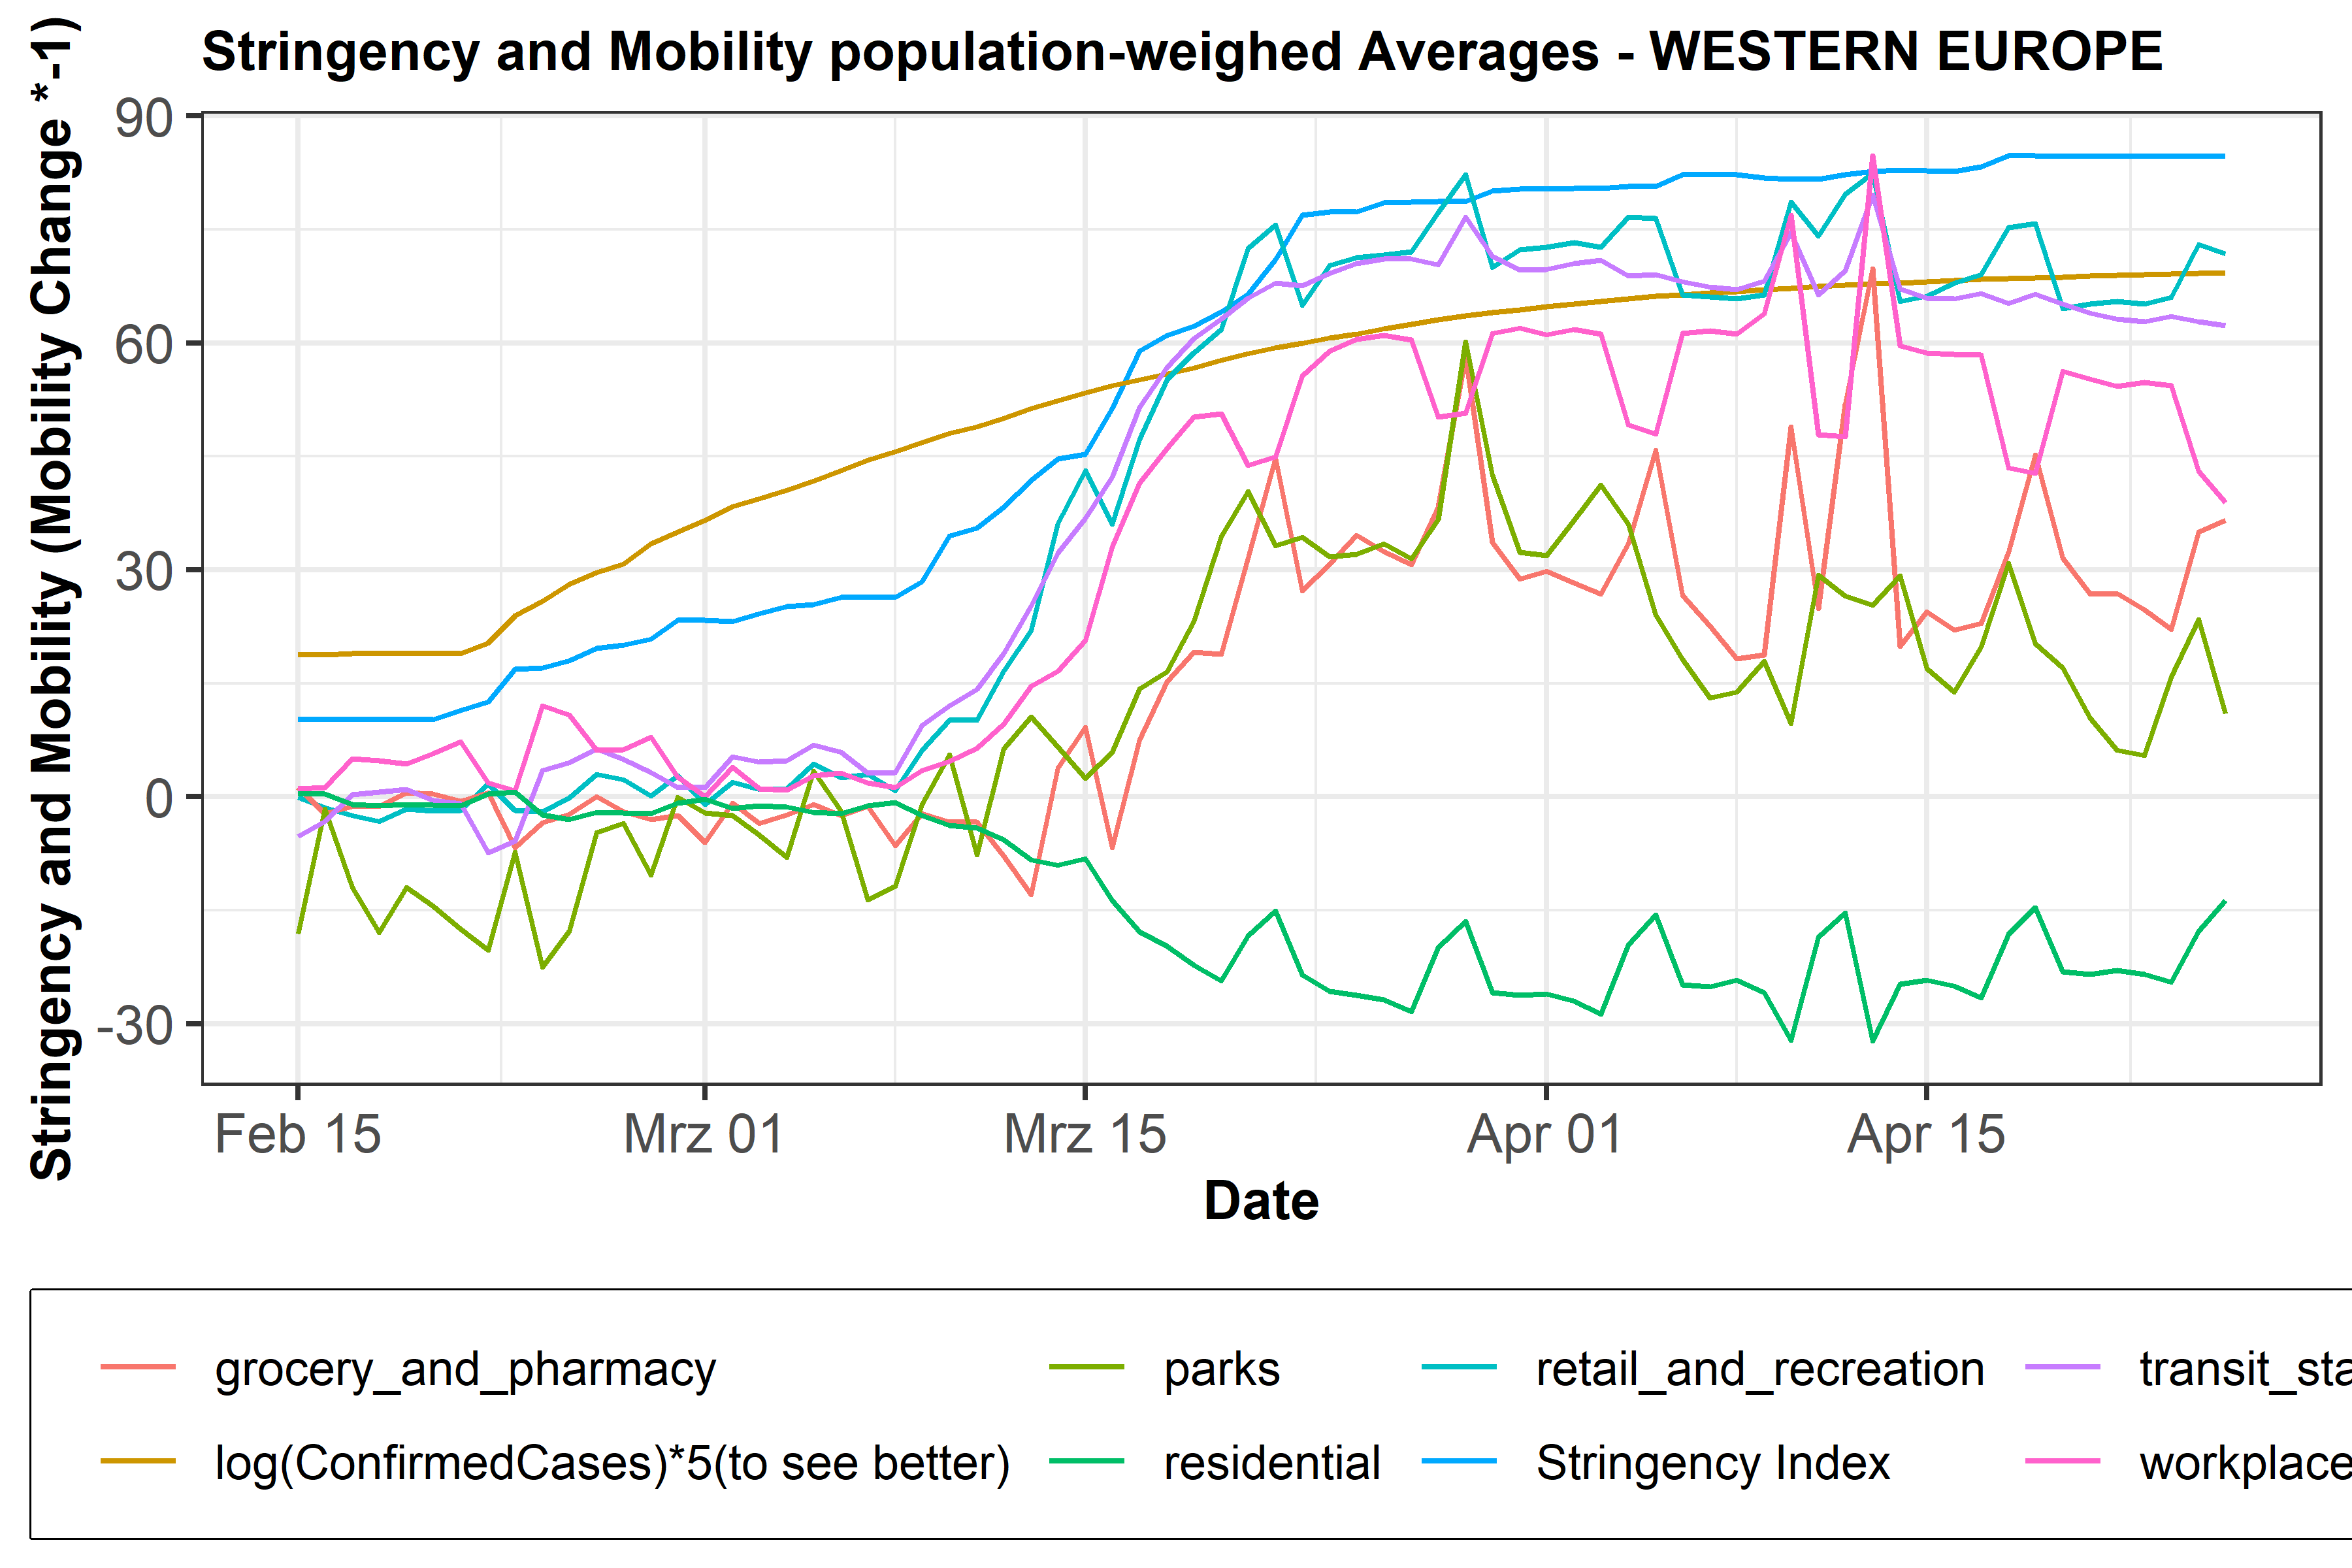 Stringency and Mobility population-weighed Averages - WESTERN EUROPE
Stringency and Mobility (Mobility Change *-1)
90
60
30
0
-30
Feb 15
Mrz 01
Mrz 15
Apr 01
Apr 15
Date
grocery_and_pharmacy
parks
retail_and_recreation
transit_sta
log(ConfirmedCases)*5(to see better)
residential
Stringency Index
workplace